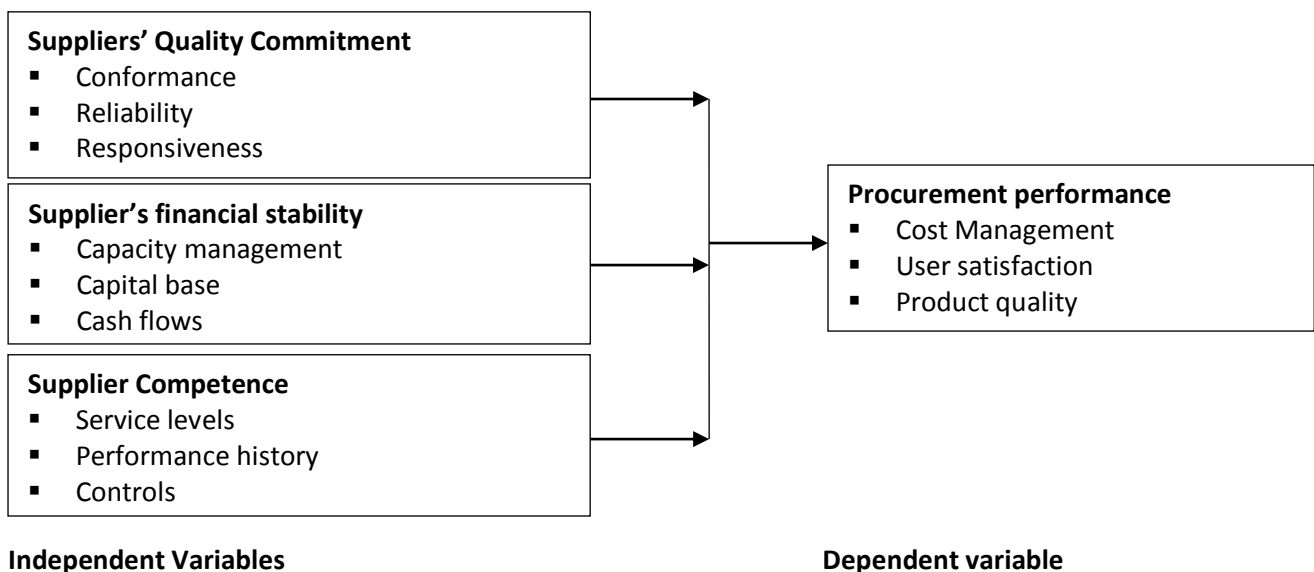 Suppliers’ Quality Commitment
▪ Conformance
▪ Reliability
▪ Responsiveness
Supplier’s financial stability
▪ Capacity management
▪ Capital base
▪ Cash flows
Supplier Competence
▪ Service levels
▪ Performance history
▪ Controls
Procurement performance
▪ Cost Management
▪ User satisfaction
▪ Product quality
Independent Variables
Dependent variable